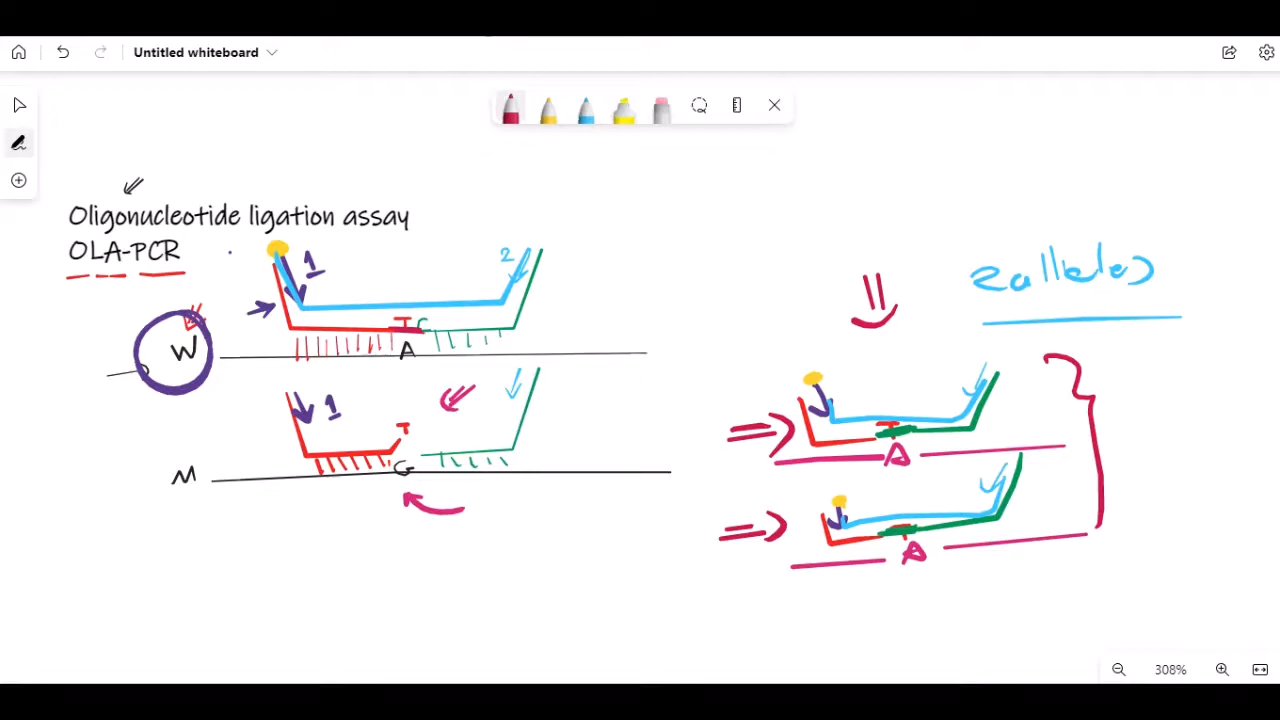 Untitled whiteboard
Oligonucleotide ligation assay
OLA-PCR
1
2
2 alleles
T C
W
A
1
T
M
G
T
A
T
A
308%